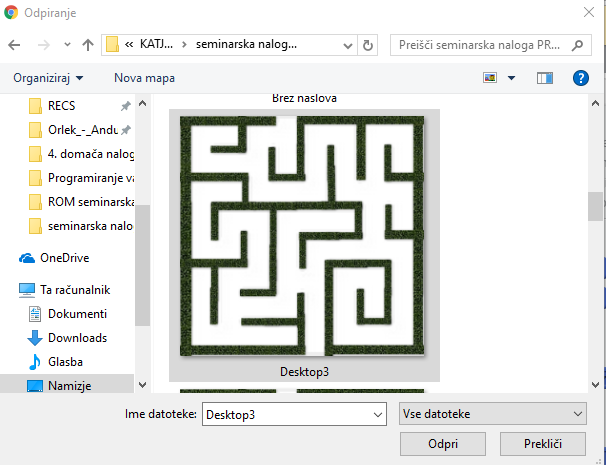 Odpiranje
« KATJ... › seminarska nalog...
Preišči seminarska naloga PR...
Organiziraj
Nova mapa
?
RECS
Orlek_-_Andu
4. domača nalog
Programiranje va
ROM seminarska
seminarska nalo
OneDrive
Ta računalnik
Dokumenti
Downloads
Glasba
Namizje
Brez naslova
Desktop3
Ime datoteke: Desktop3
Vse datoteke
Odpri
Prekliči